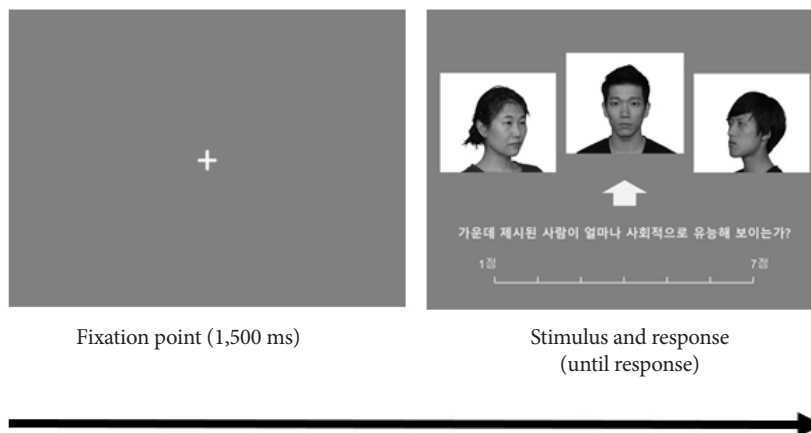 가운데 제시된 사람이 얼마나 사회적으로 유능해 보이는가?
1점 7점
Fixation point (1,500 ms)
Stimulus and response
(until response)